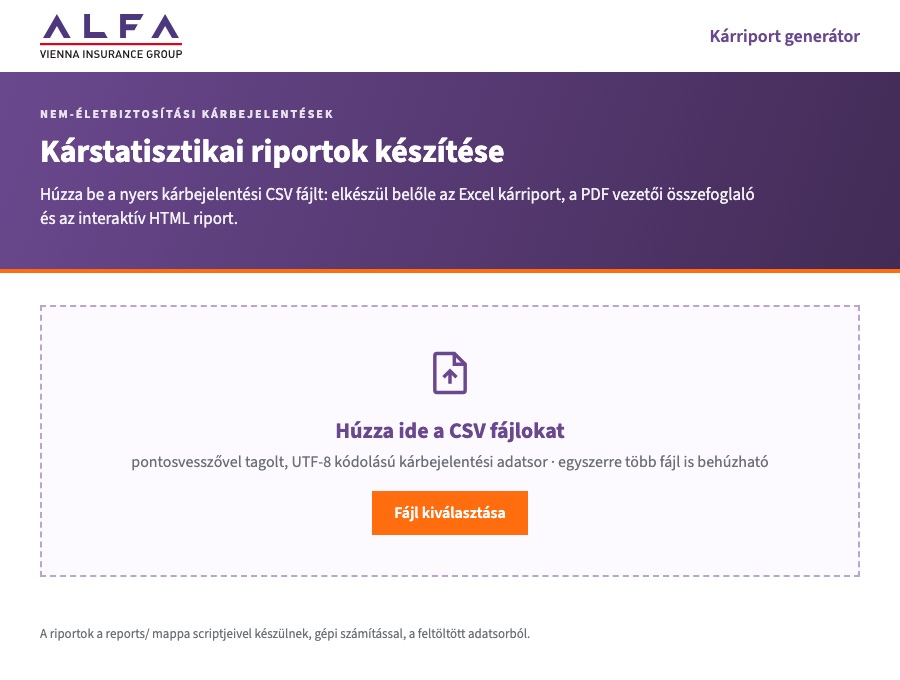 ALFA
VIENNA INSURANCE GROUP
Kárriport generátor
NEM-ÉLETBIZTOSÍTÁSI KÁRBEJELENTÉSEK
Kárstatisztikai riportok készítése
Húzza be a nyers kárbejelentési CSV fájlt: elkészül belőle az Excel kárriport, a PDF vezetői összefoglaló
és az interaktív HTML riport.
Húzza ide a CSV fájlokat
pontosvesszővel tagolt, UTF-8 kódolású kárbejelentési adatsor · egyszerre több fájl is behúzható
Fájl kiválasztása
A riportok a reports/ mappa scriptjeivel készülnek, gépi számítással, a feltöltött adatsorból.